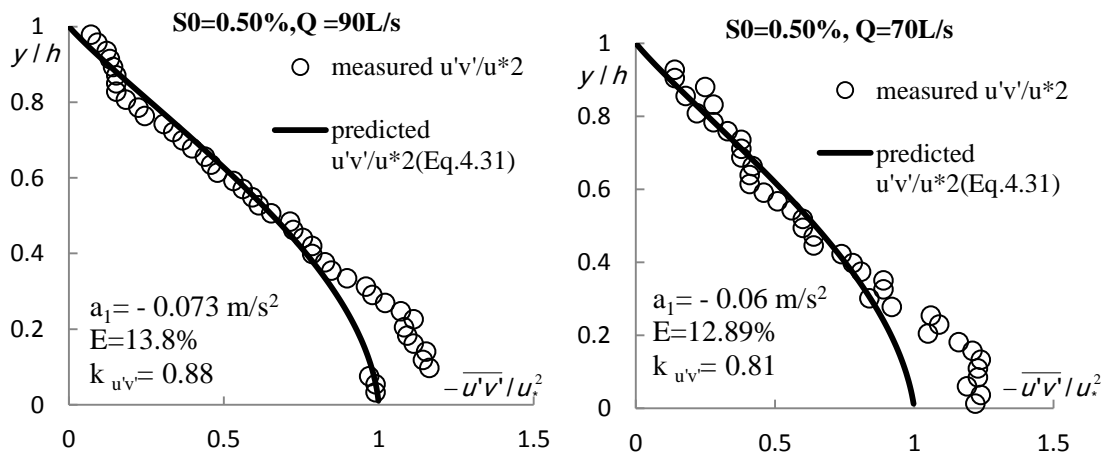 S0=0.50%,Q =90L/s
1
y / h
measured u'v'/u*2
0.8
predicted
u'v'/u*2(Eq.4.31)
0.6
0.4
a1= - 0.073 m/s²
0.2
E=13.8%
k u'v'= 0.88
−u'v'/u*²
0
0
0.5
1
1.5
S0=0.50%, Q=70L/s
1
y / h
measured u'v'/u*2
0.8
predicted
u'v'/u*2(Eq.4.31)
0.6
0.4
a1= - 0.06 m/s²
0.2
E=12.89%
k u'v'= 0.81
−u'v'/u*²
0
0
0.5
1
1.5